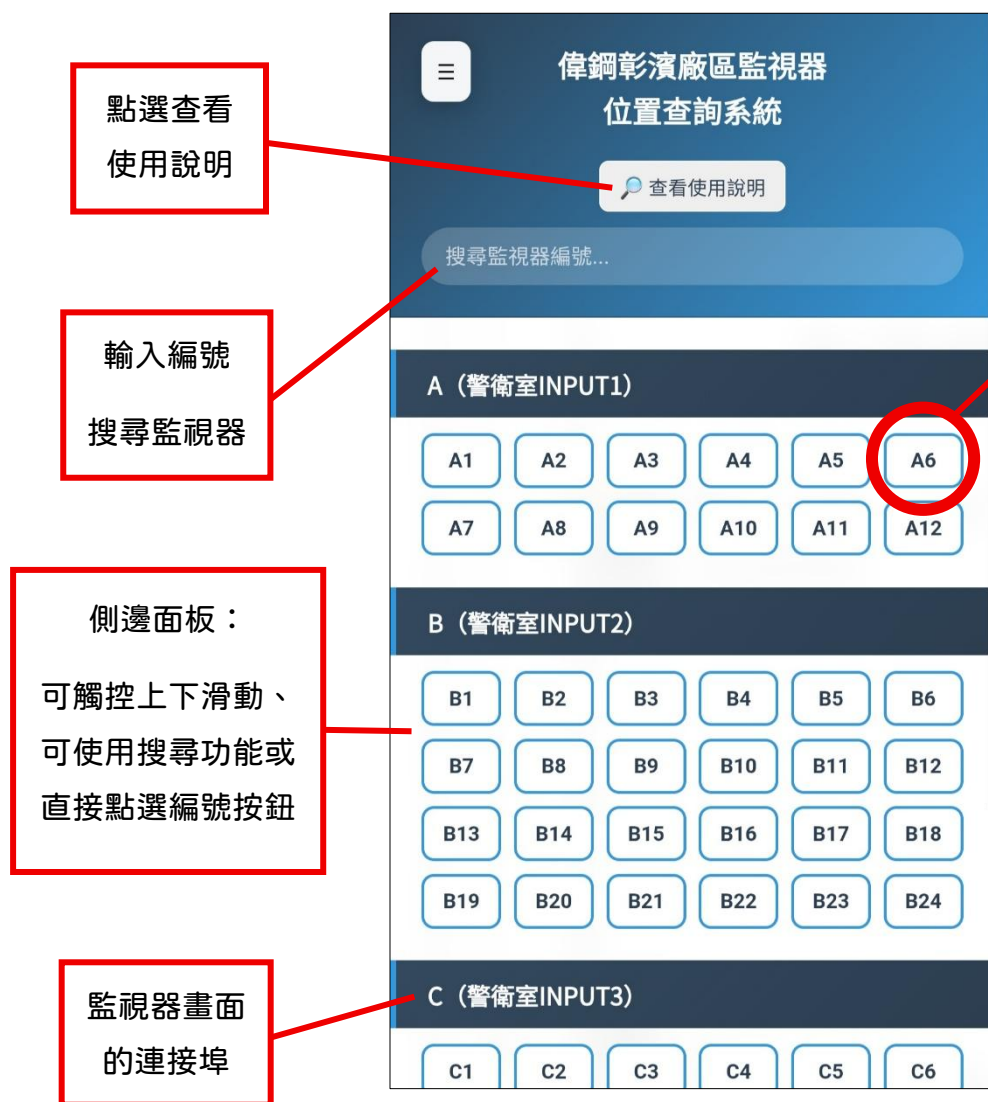 點選查看
使用說明
輸入編號
搜尋監視器
側邊面板：
可觸控上下滑動、
可使用搜尋功能或
直接點選編號按鈕
監視器畫面
的連接埠
☰
偉鋼彰濱廠區監視器
位置查詢系統
🔎 查看使用說明
搜尋監視器編號...
A（警衛室INPUT1）
A1 A2 A3 A4 A5 A6
A7 A8 A9 A10 A11 A12
B（警衛室INPUT2）
B1 B2 B3 B4 B5 B6
B7 B8 B9 B10 B11 B12
B13 B14 B15 B16 B17 B18
B19 B20 B21 B22 B23 B24
C（警衛室INPUT3）
C1 C2 C3 C4 C5 C6